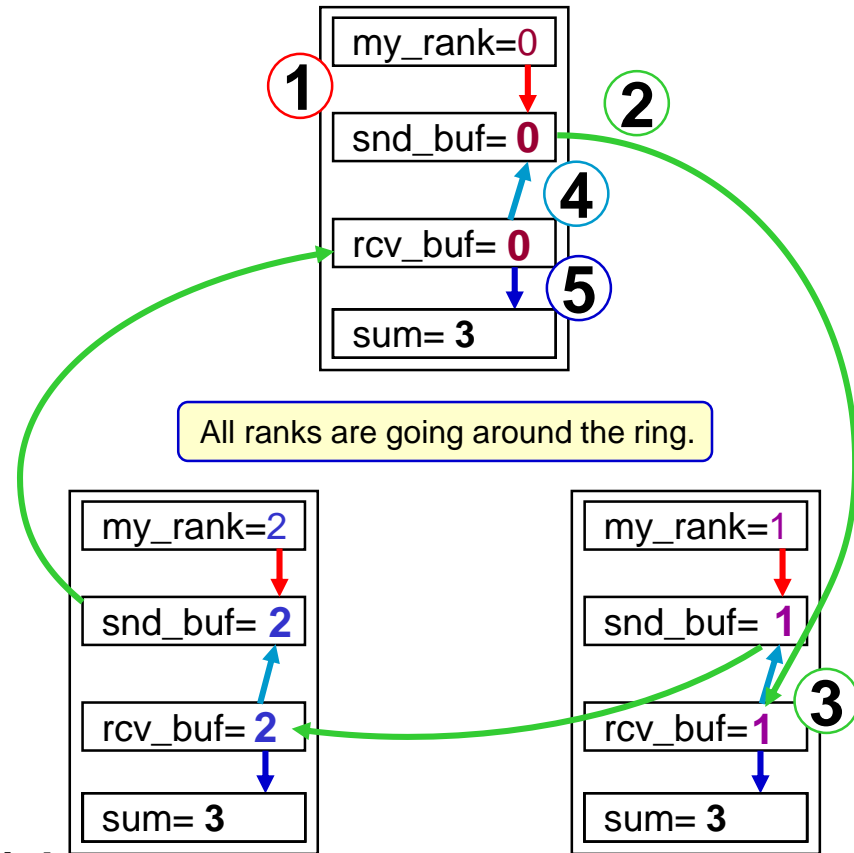 my_rank=0
1
2
snd_buf= 0
4
rcv_buf= 0
5
sum= 3
All ranks are going around the ring.
my_rank=2
snd_buf= 2
rcv_buf= 2
sum= 3
my_rank=1
snd_buf= 1
rcv_buf=1
3
sum= 3